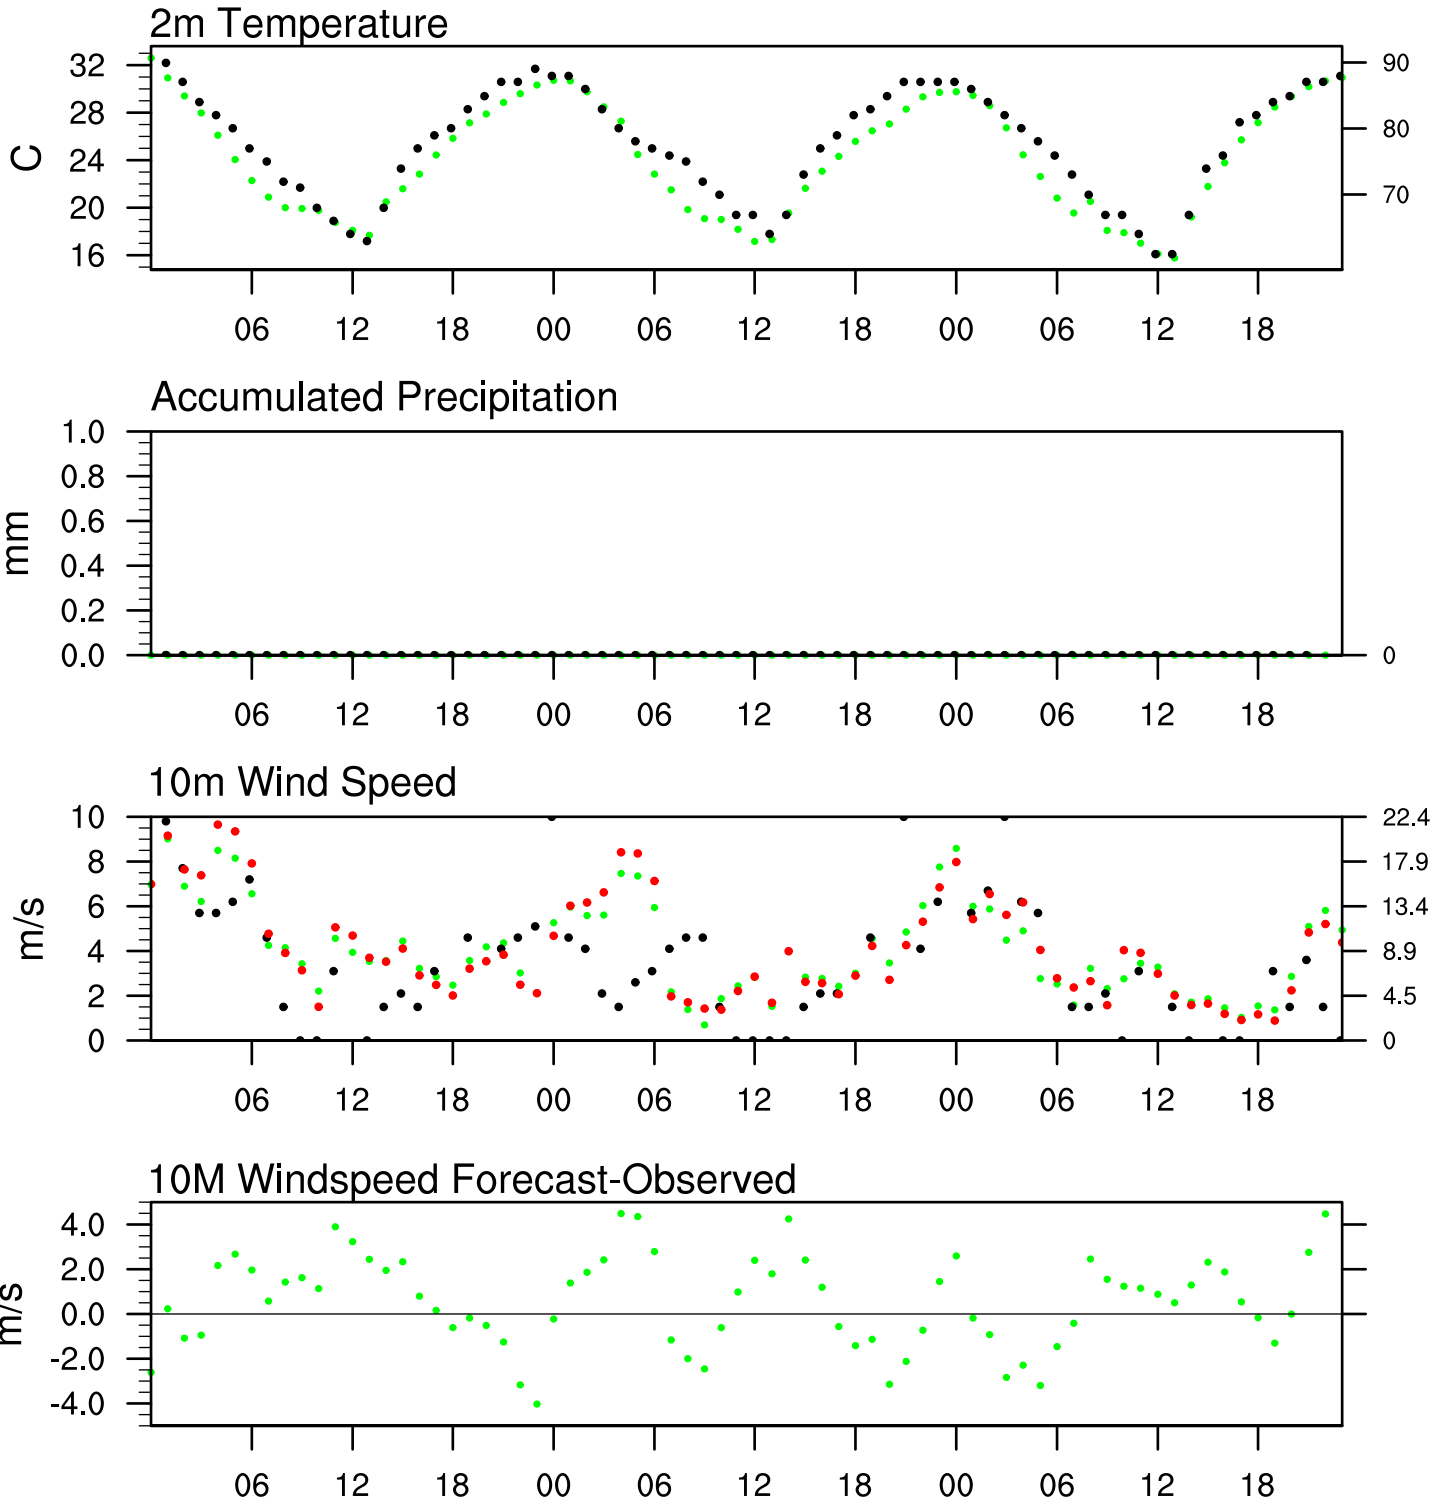 2m Temperature
32
28
24
20
16
C
90
80
70
06 12 18 00 06 12 18 00 06 12 18
Accumulated Precipitation
1.0
0.8
0.6
0.4
0.2
0.0
mm
0
06 12 18 00 06 12 18 00 06 12 18
10m Wind Speed
10
8
6
4
2
0
m/s
22.4
17.9
13.4
8.9
4.5
0
06 12 18 00 06 12 18 00 06 12 18
10M Windspeed Forecast-Observed
4.0
2.0
0.0
-2.0
-4.0
m/s
06 12 18 00 06 12 18 00 06 12 18